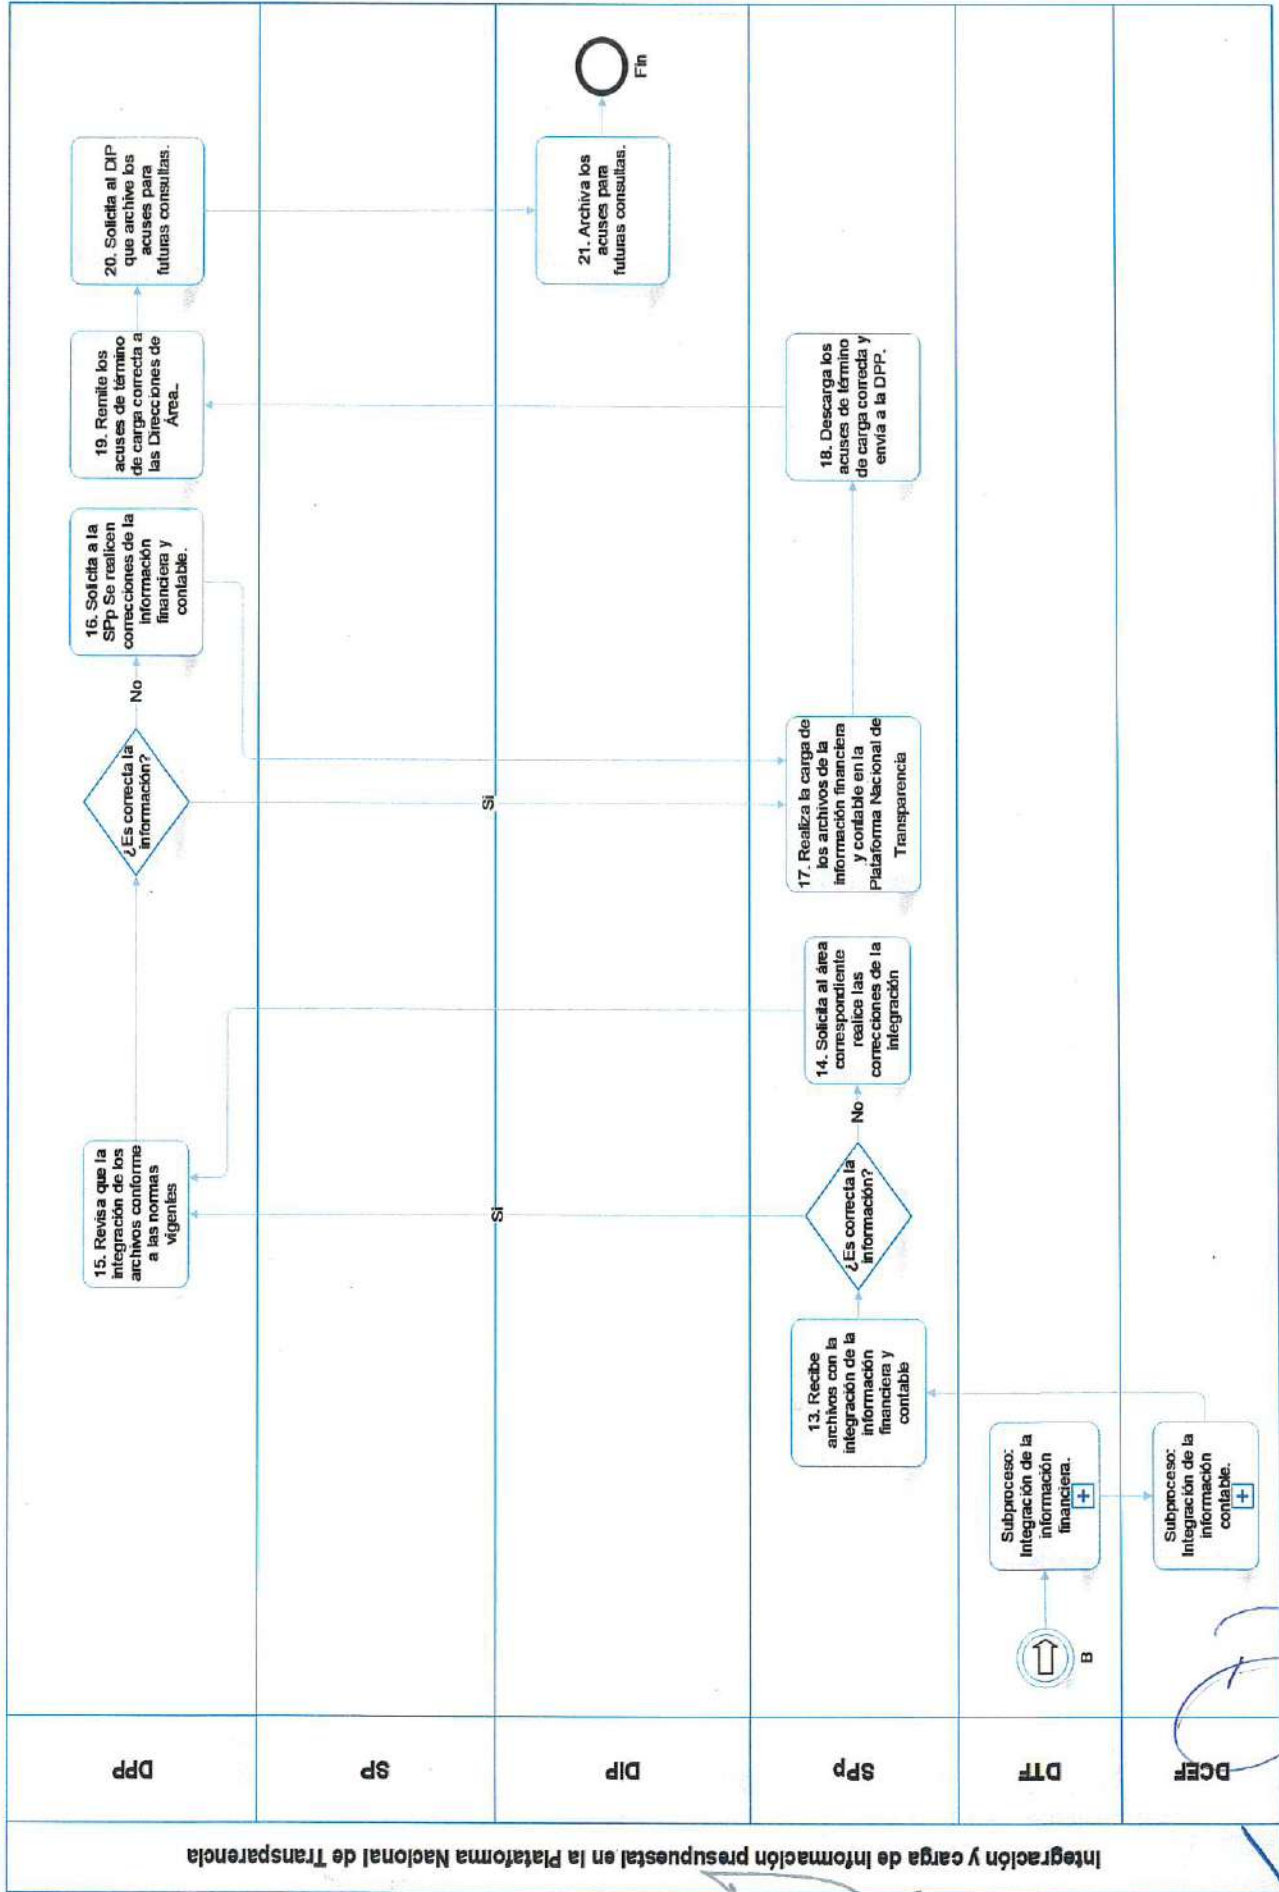 Integración y carga de Información presupuestal en la Plataforma Nacional de Transparencia
DPP
SP
DIP
SPp
DTF
DCEF
B
Subproceso:
Integración de la
información
financiera.
Subproceso:
Integración de la
información
contable.
13. Recibe
archivos con la
integración de la
información
financiera y
contable
¿Es correcta la
información?
No
Si
14. Solicita al área
correspondiente
realice las
correcciones de la
integración
15. Revisa que la
integración de los
archivos conforme
a las normas
vigentes
¿Es correcta la
información?
No
Si
16. Solicita a la
SPp Se realicen
correcciones de la
información
financiera y
contable.
17. Realiza la carga de
los archivos de la
información financiera
y contable en la
Plataforma Nacional de
Transparencia
18. Descarga los
acuses de término
de carga correcta y
envía a la DPP.
19. Remite los
acuses de término
de carga correcta a
las Direcciones de
Área..
20. Solicita al DIP
que archive los
acuses para
futuras consultas.
21. Archiva los
acuses para
futuras consultas.
Fin